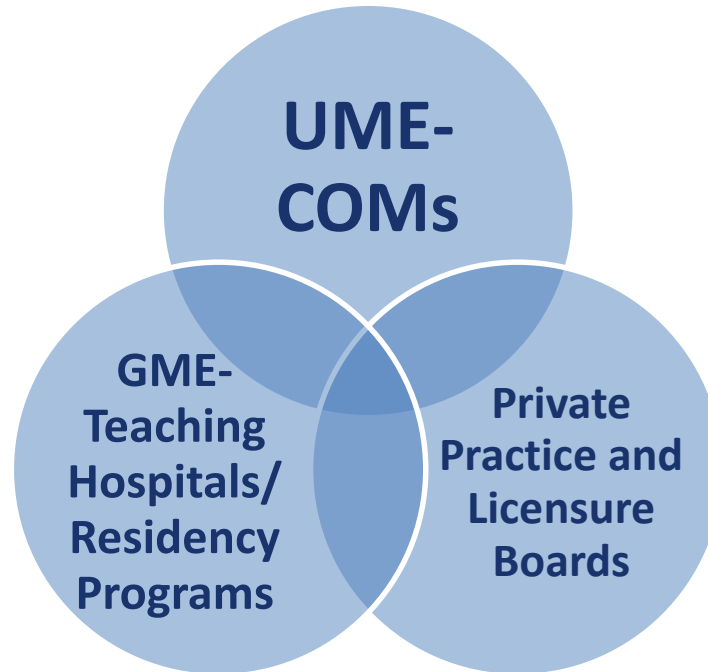 UME-
COMs
GME-
Teaching
Hospitals/
Residency
Programs
Private
Practice and
Licensure
Boards